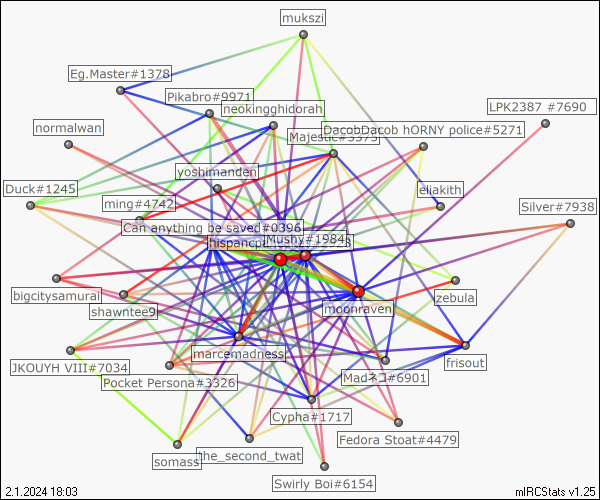 mukszi
Eg.Master#1378
Pikabro#9971
neokingghidorah
LPK2387 #7690
normalwan
DacobDacob hORNY police#5271
yoshimanden
Duck#1245
ming#4742
eliakith
Silver#7938
Can anything be saved#0396
Mushy#1984
bigcitysamurai
shawntee9
moonraven
zebula
marcemadness
JKOUYH VIII#7034
Pocket Persona#3326
Madネコ#6901
frisout
Cypha#1717
Fedora Stoat#4479
somass
the_second_twat
Swirly Boi#6154
2.1.2024 18:03
mIRCStats v1.25